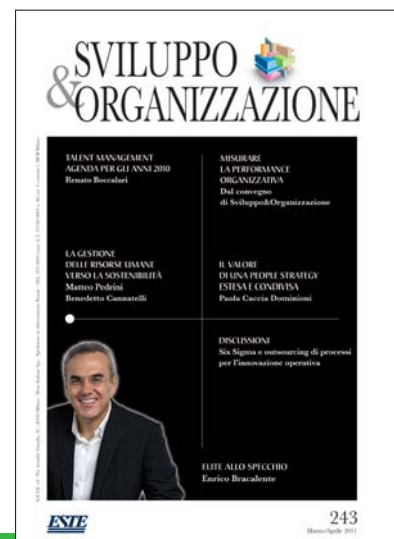 SVILUPPO
&ORGANIZZAZIONE
TALENT MANAGEMENT
AGENDA PER GLI ANNI 2010
Renato Boccalari
MISURARE
LA PERFORMANCE
ORGANIZZATIVA
Dal convegno
di Sviluppo&Organizzazione
LA GESTIONE
DELLE RISORSE UMANE
VERSO LA SOSTENIBILITÀ
Matteo Pedrini
Benedetto Cannatelli
IL VALORE
DI UNA PEOPLE STRATEGY
ESTESA E CONDIVISA
Paola Caccia Dominioni
DISCUSSIONI
Six Sigma e outsourcing di processi
per l'innovazione operativa
ELITE ALLO SPECCHIO
Enrico Bracalente
ESTE
243
Marzo/Aprile 2011